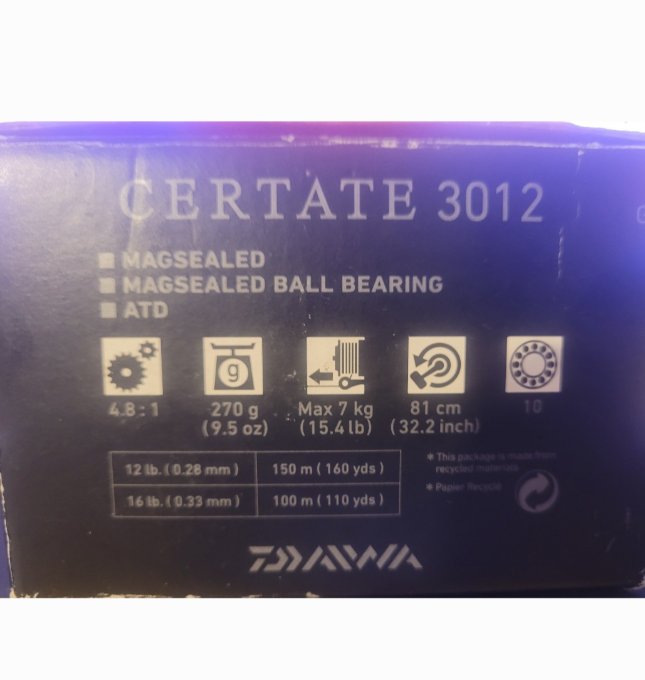 CERTATE 3012
MAGSEALED
MAGSEALED BALL BEARING
ATD
g
4.8:1
270 g
(9.5 oz)
Max 7 kg
(15.4 lb)
81 cm
(32.2 inch)
10
12 lb. (0.28 mm) 150 m (160 yds)
16 lb. (0.33 mm) 100 m (110 yds)
* This package is made from
recycled materials
* Papier Recyclé
DAIWA